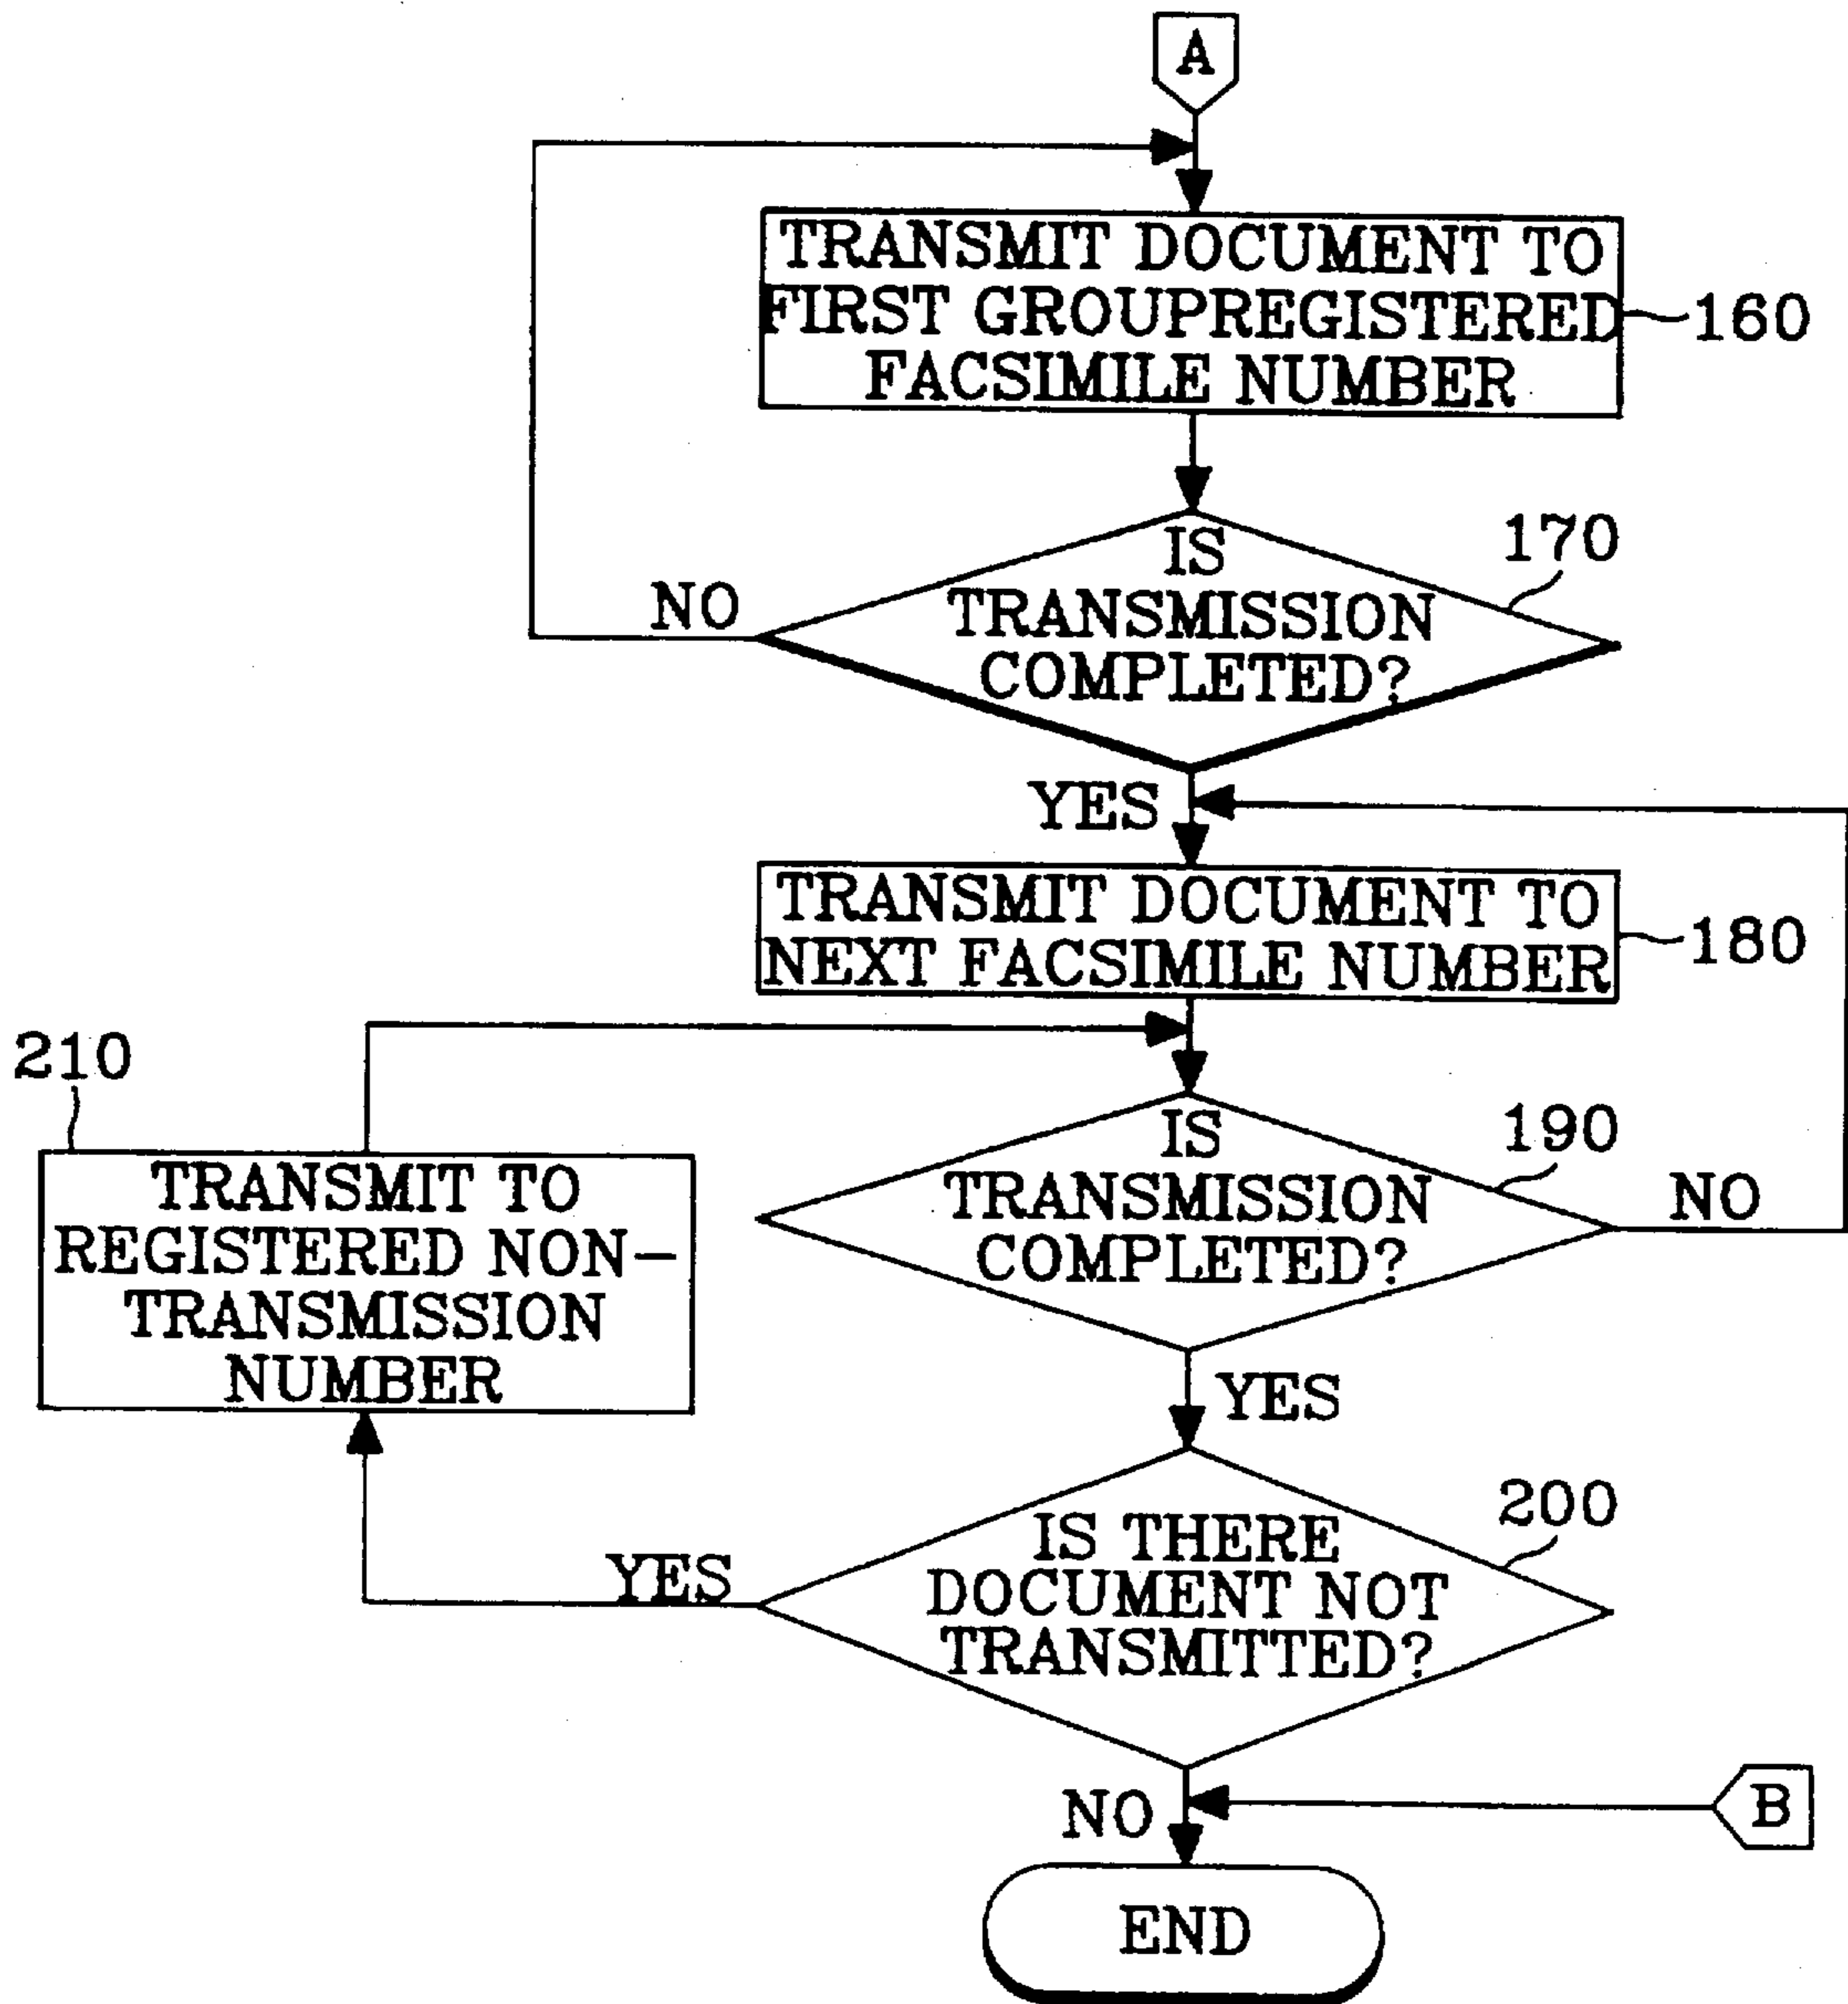 A
TRANSMIT DOCUMENT TO
FIRST GROUPREGISTERED
FACSIMILE NUMBER
160
IS
TRANSMISSION
COMPLETED?
170
NO
YES
TRANSMIT DOCUMENT TO
NEXT FACSIMILE NUMBER
180
210
TRANSMIT TO
REGISTERED NON-
TRANSMISSION
NUMBER
IS
TRANSMISSION
COMPLETED?
190
NO
YES
IS THERE
DOCUMENT NOT
TRANSMITTED?
200
YES
NO
B
END